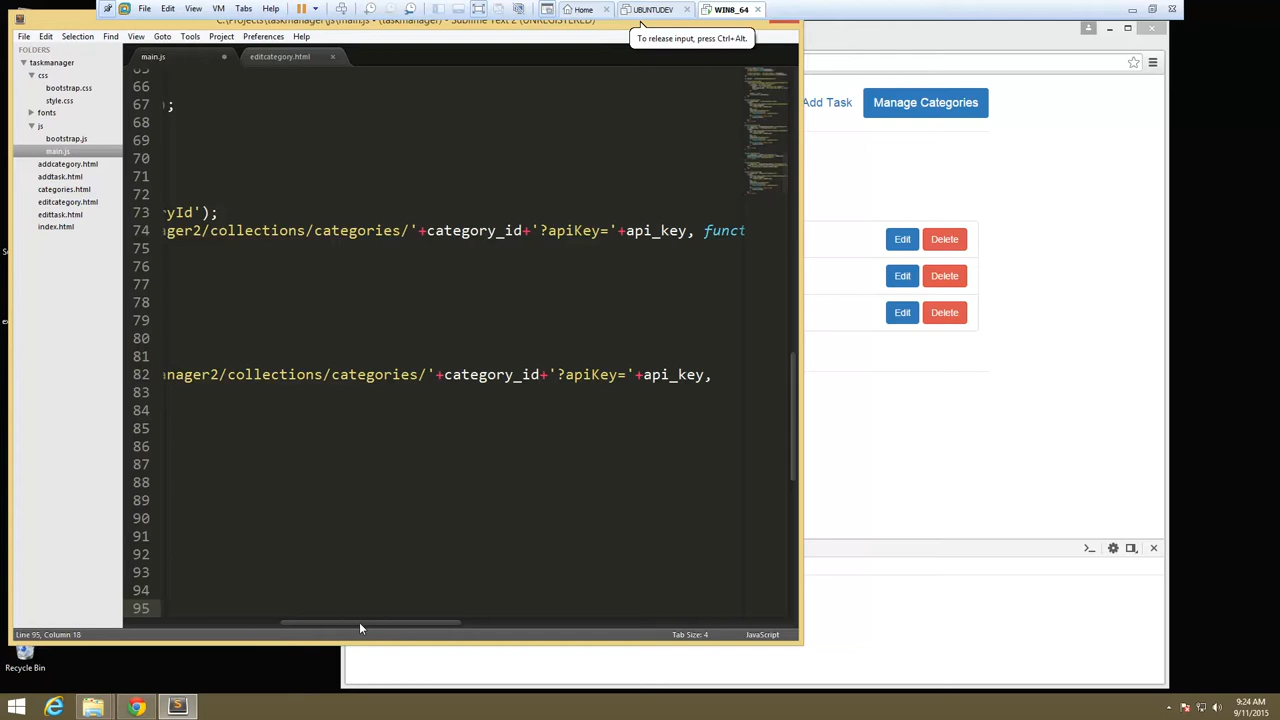 File Edit View VM Tabs Help Home UBUNTUDEV WIN8_64
C:\Projects\taskmanager\js\main.js • (taskmanager) - Sublime Text 2 (UNREGISTERED)
To release input, press Ctrl+Alt.
File Edit Selection Find View Goto Tools Project Preferences Help
FOLDERS
taskmanager
css
bootstrap.css
style.css
fonts
js
bootstrap.js
main.js
addcategory.html
addtask.html
categories.html
editcategory.html
edittask.html
index.html
main.js editcategory.html
65
66
67 );
68
69
70
71
72
73 ryId');
74 ager2/collections/categories/'+category_id+'?apiKey='+api_key, funct
75
76
77
78
79
80
81
82 anager2/collections/categories/'+category_id+'?apiKey='+api_key,
83
84
85
86
87
88
89
90
91
92
93
94
95
Line 95, Column 18 Tab Size: 4 JavaScript
Add Task Manage Categories
Edit Delete
Edit Delete
Edit Delete
Recycle Bin
9:24 AM
9/11/2015